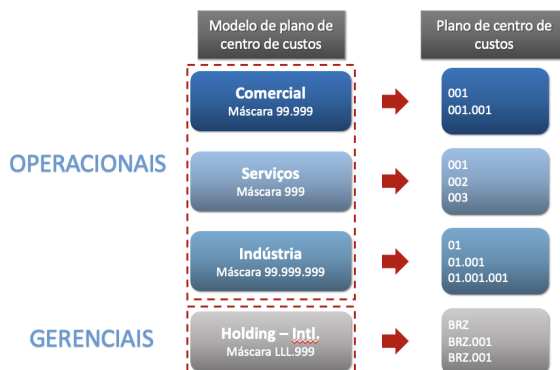 Modelo de plano de
centro de custos
Plano de centro de
custos
OPERACIONAIS
Comercial
Máscara 99.999
001
001.001
Serviços
Máscara 999
001
002
003
Indústria
Máscara 99.999.999
01
01.001
01.001.001
GERENCIAIS
Holding – Intl.
Máscara LLL.999
BRZ
BRZ.001
BRZ.001